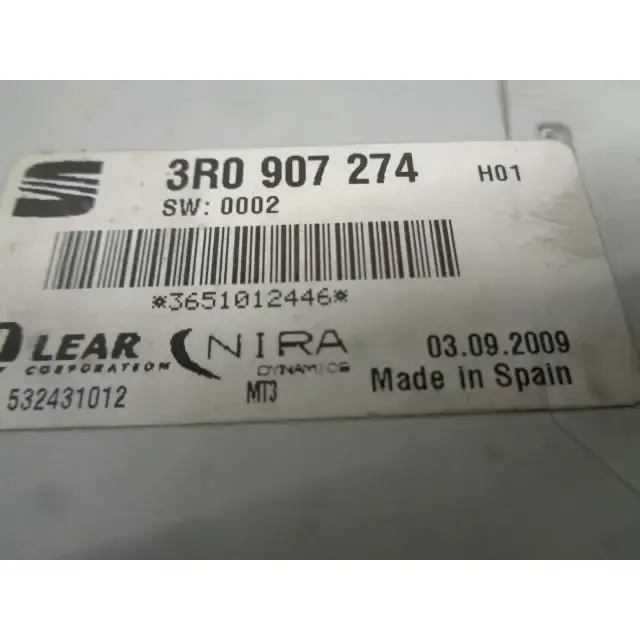 3R0 907 274 H01
SW: 0002
*3651012446*
LEAR NIRA 03.09.2009
CORPORATION DYNAMICS
532431012 MT3 Made in Spain